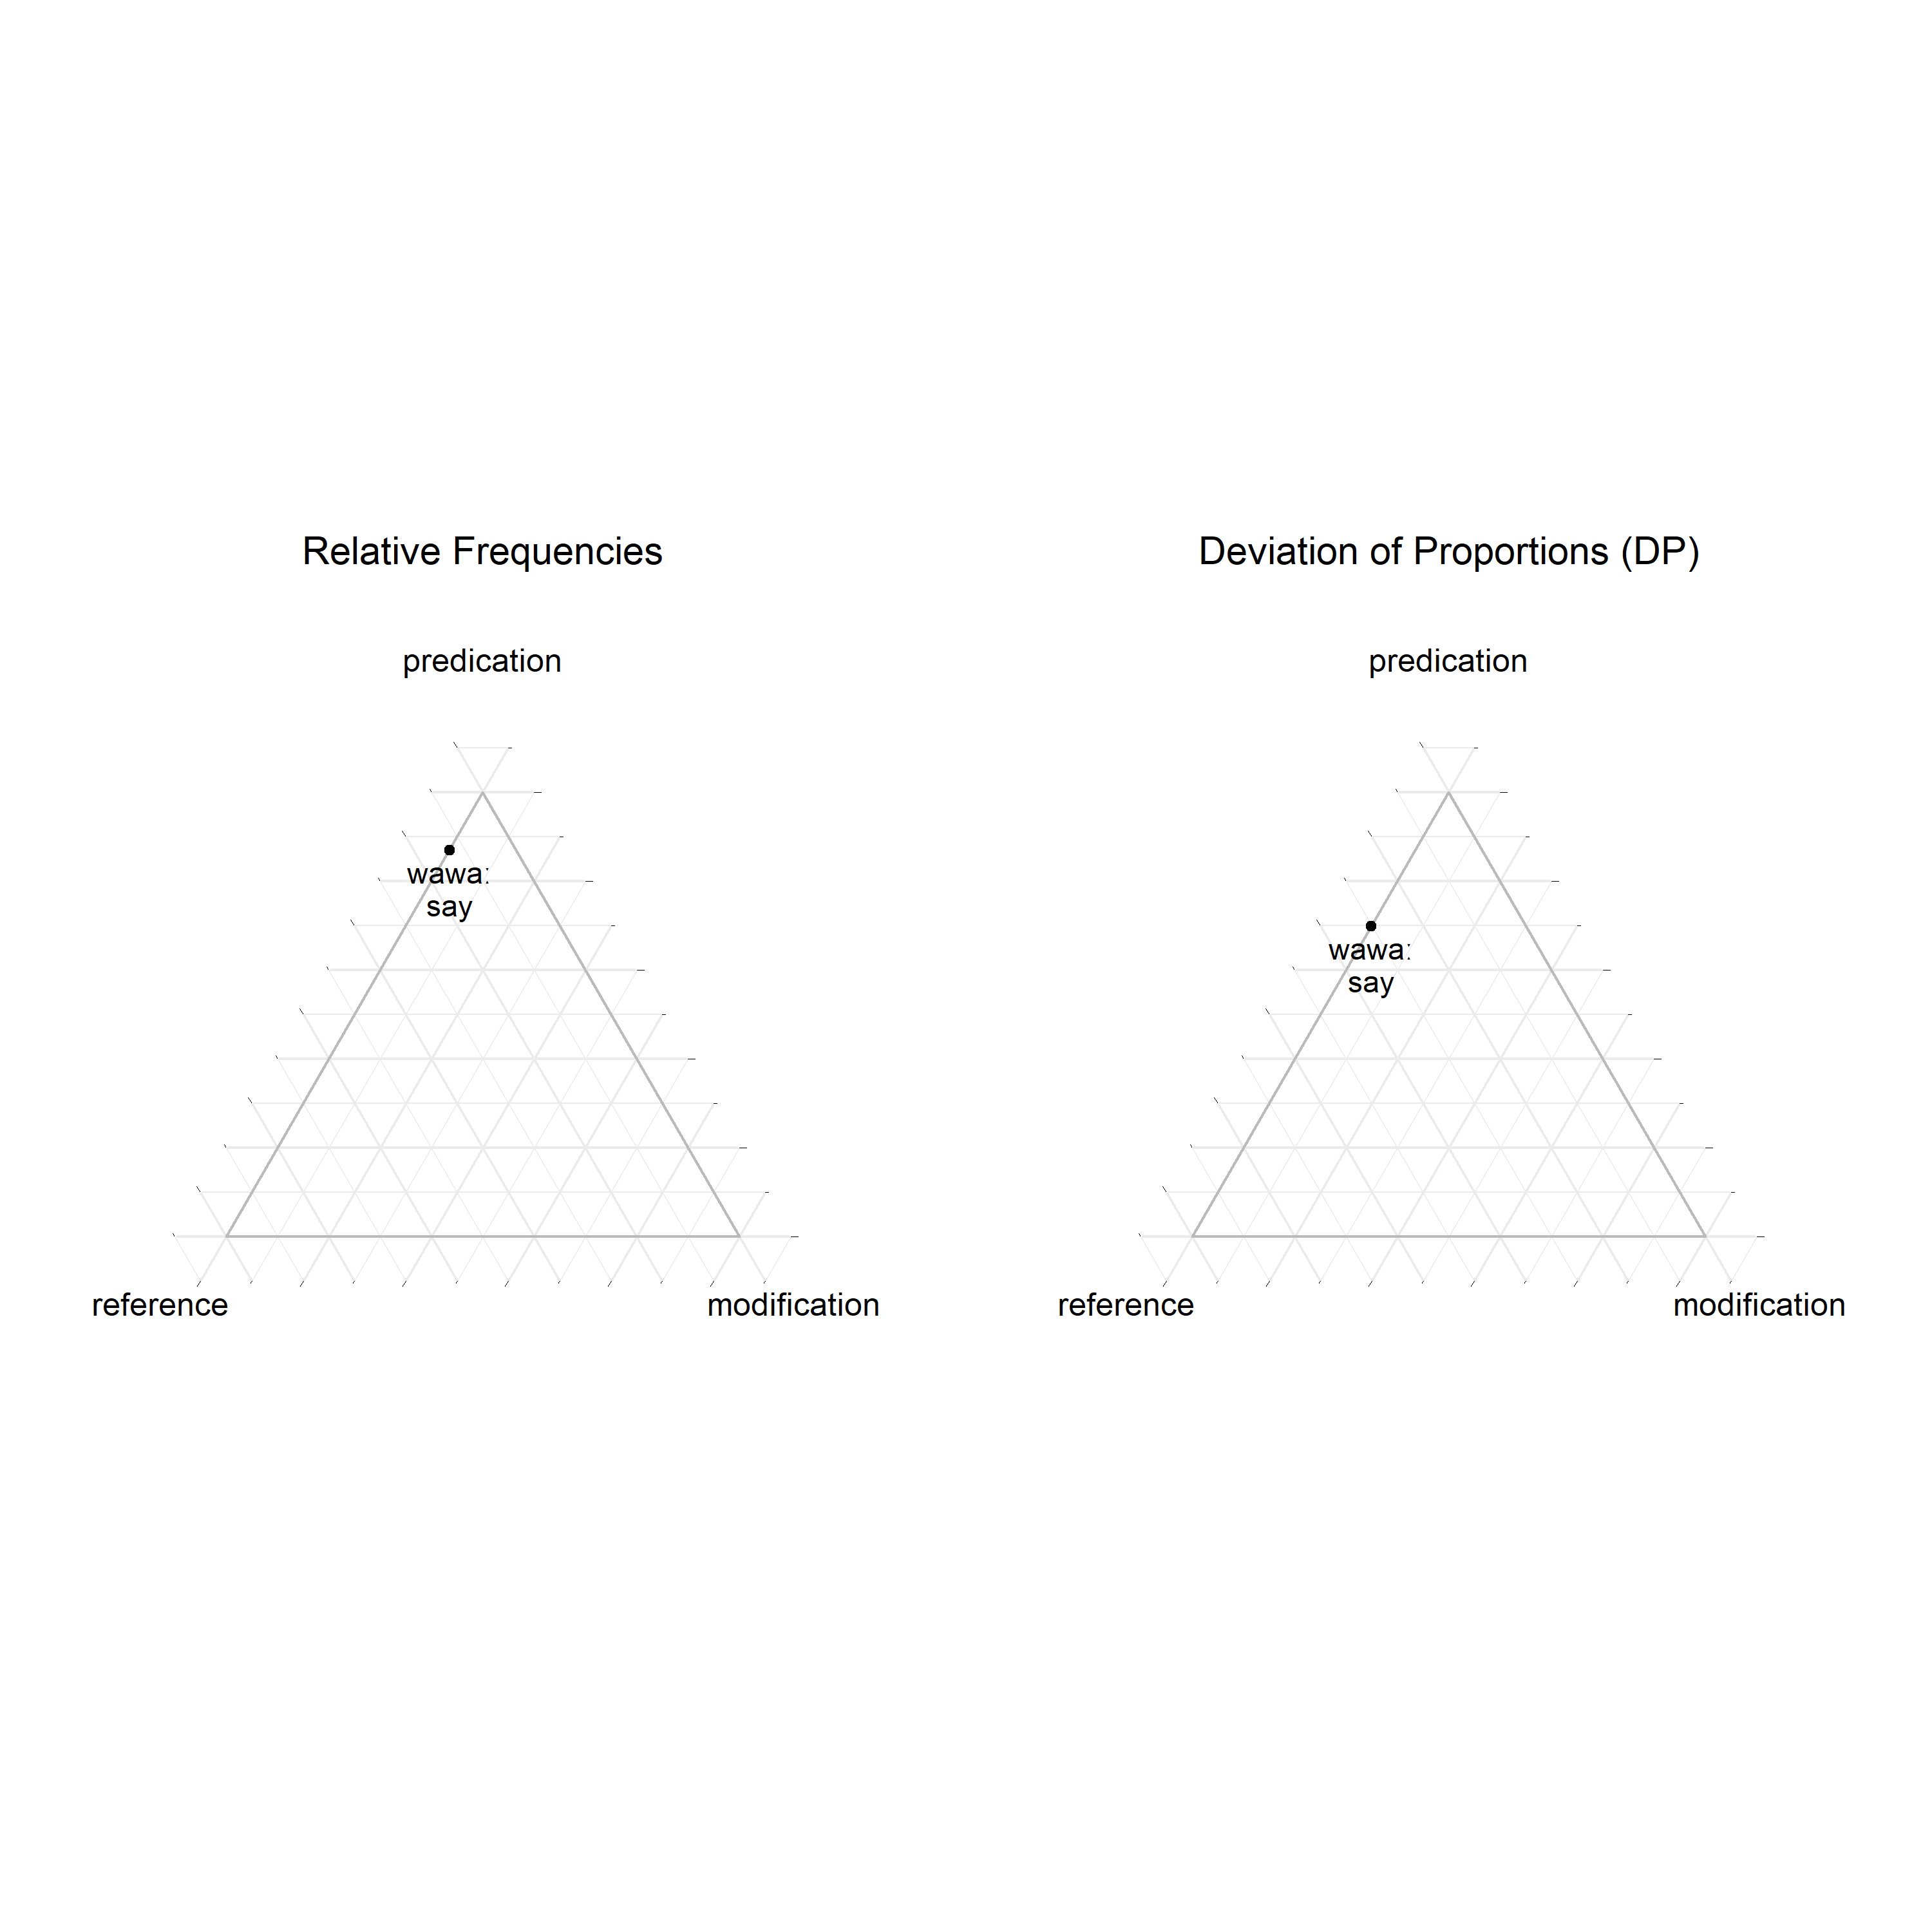 Relative Frequencies
predication
wawa:
say
reference
modification
Deviation of Proportions (DP)
predication
wawa:
say
reference
modification